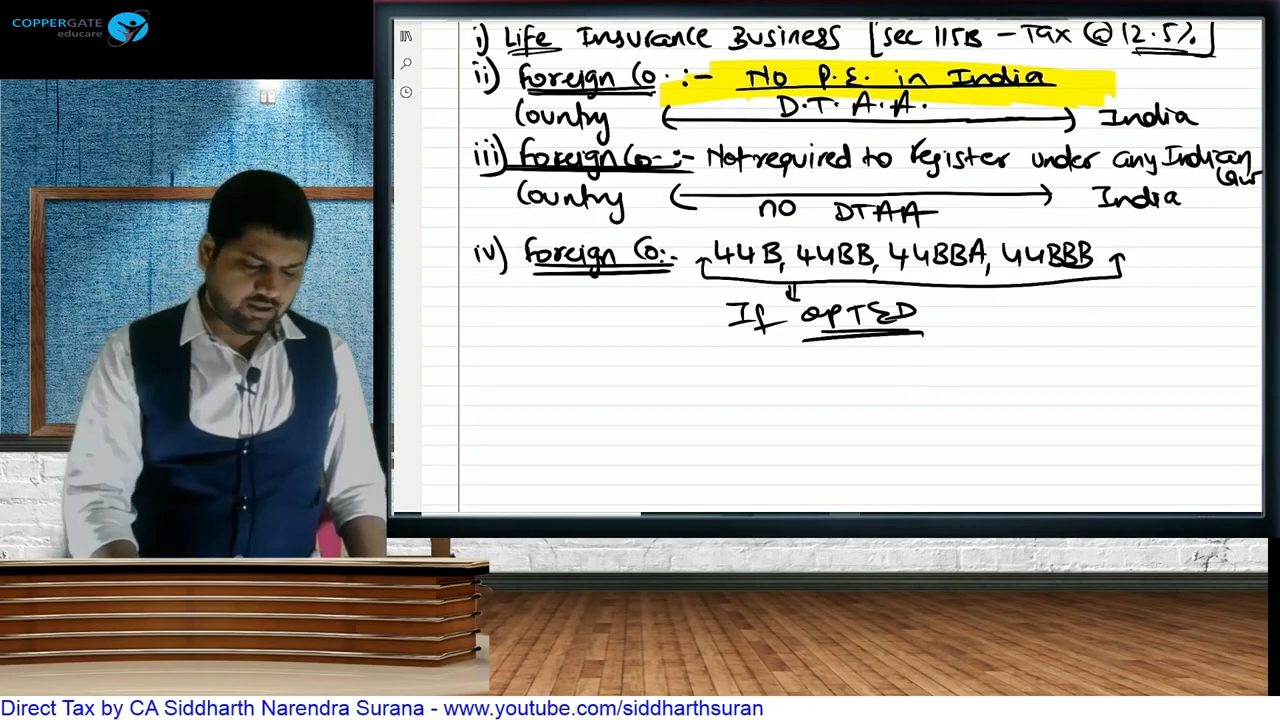 COPPERGATE
educare
i) Life Insurance Business [Sec 115B - Tax @ 12.5%]
ii) Foreign Co. :- No P.E. in India
Country D.T.A.A. India
iii) Foreign Co. :- Not required to register under any Indian Law
Country no DTAA India
iv) Foreign Co:- 44B, 44BB, 44BBA, 44BBB
If OPTED
Direct Tax by CA Siddharth Narendra Surana - www.youtube.com/siddharthsuran